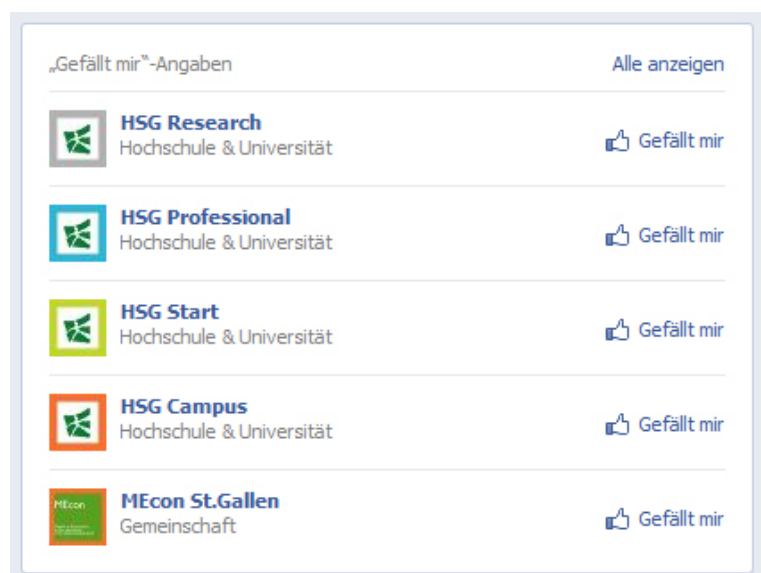 „Gefällt mir“-Angaben Alle anzeigen
HSG Research
Hochschule & Universität
Gefällt mir
HSG Professional
Hochschule & Universität
Gefällt mir
HSG Start
Hochschule & Universität
Gefällt mir
HSG Campus
Hochschule & Universität
Gefällt mir
MEcon
MEcon St.Gallen
Gemeinschaft
Gefällt mir